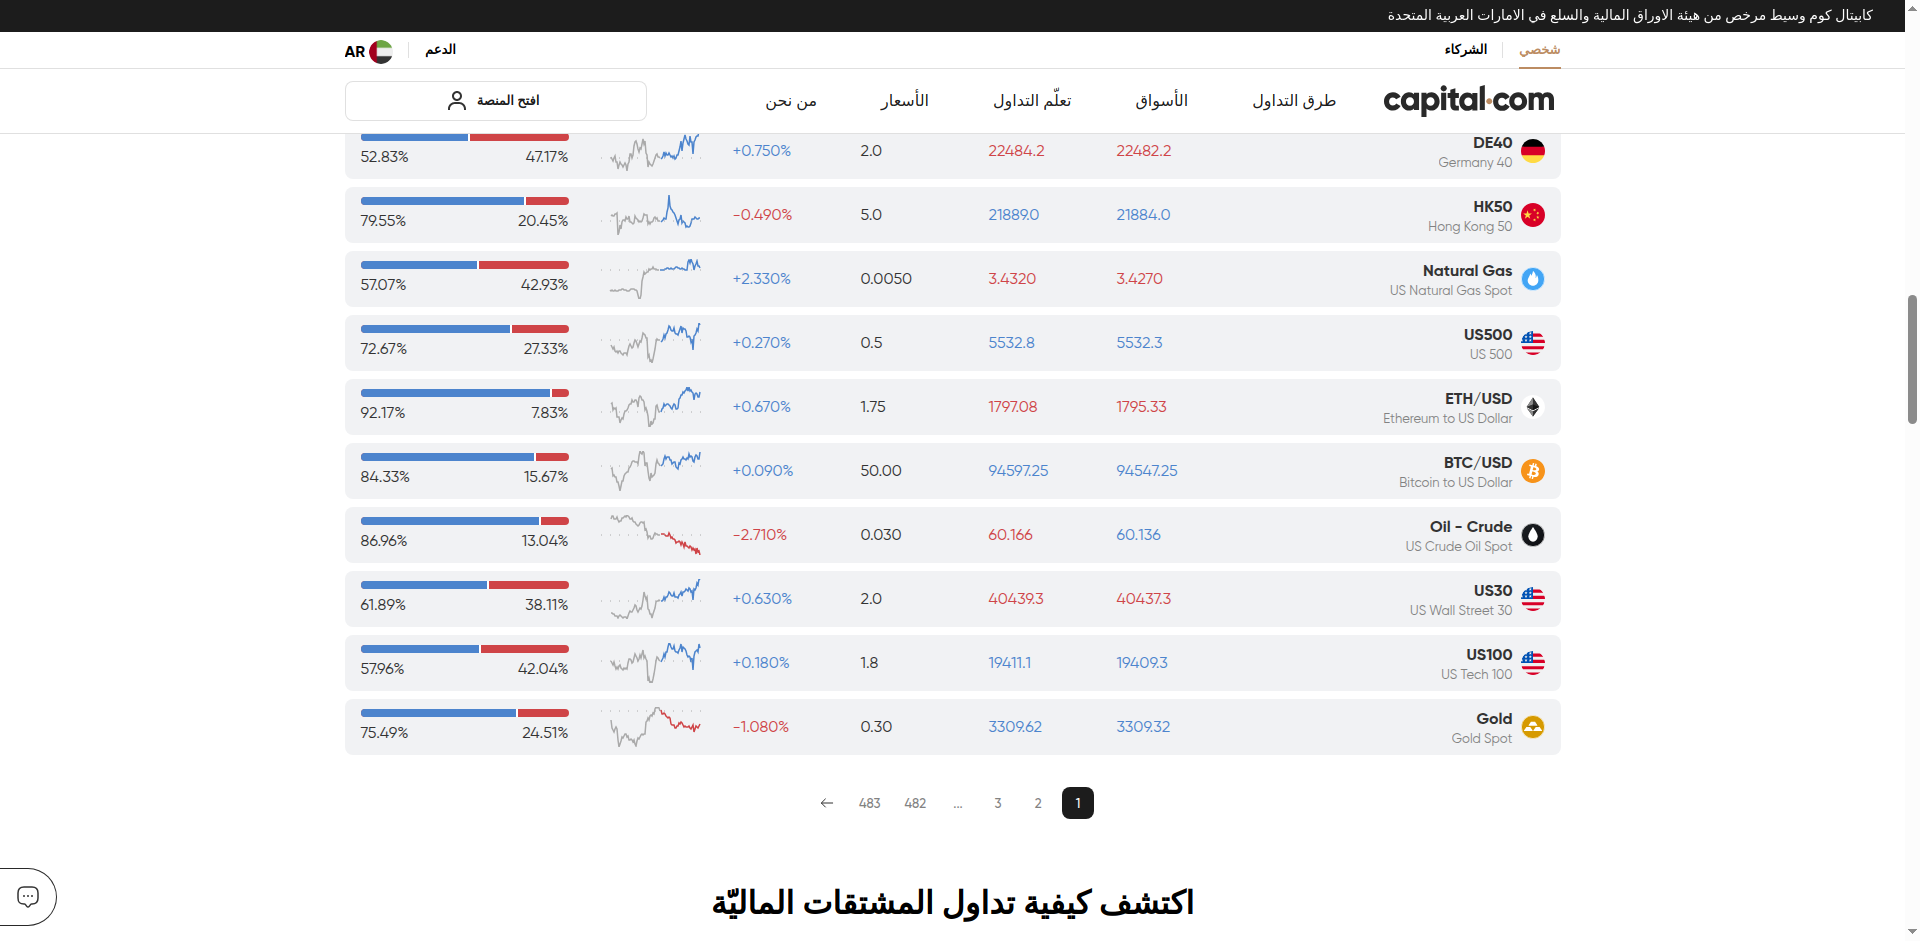 كابيتال كوم وسيط مرخص من هيئة الاوراق المالية والسلع في الامارات العربية المتحدة
شخصي الشركاء الدعم AR
capital.com طرق التداول الأسواق تعلّم التداول الأسعار من نحن افتح المنصة
DE40 22482.2 22484.2 2.0 +0.750% 47.17% 52.83%
Germany 40
HK50 21884.0 21889.0 5.0 -0.490% 20.45% 79.55%
Hong Kong 50
Natural Gas 3.4270 3.4320 0.0050 +2.330% 42.93% 57.07%
US Natural Gas Spot
US500 5532.3 5532.8 0.5 +0.270% 27.33% 72.67%
US 500
ETH/USD 1795.33 1797.08 1.75 +0.670% 7.83% 92.17%
Ethereum to US Dollar
BTC/USD 94547.25 94597.25 50.00 +0.090% 15.67% 84.33%
Bitcoin to US Dollar
Oil - Crude 60.136 60.166 0.030 -2.710% 13.04% 86.96%
US Crude Oil Spot
US30 40437.3 40439.3 2.0 +0.630% 38.11% 61.89%
US Wall Street 30
US100 19409.3 19411.1 1.8 +0.180% 42.04% 57.96%
US Tech 100
Gold 3309.32 3309.62 0.30 -1.080% 24.51% 75.49%
Gold Spot
1 2 3 ... 482 483
اكتشف كيفية تداول المشتقات الماليّة